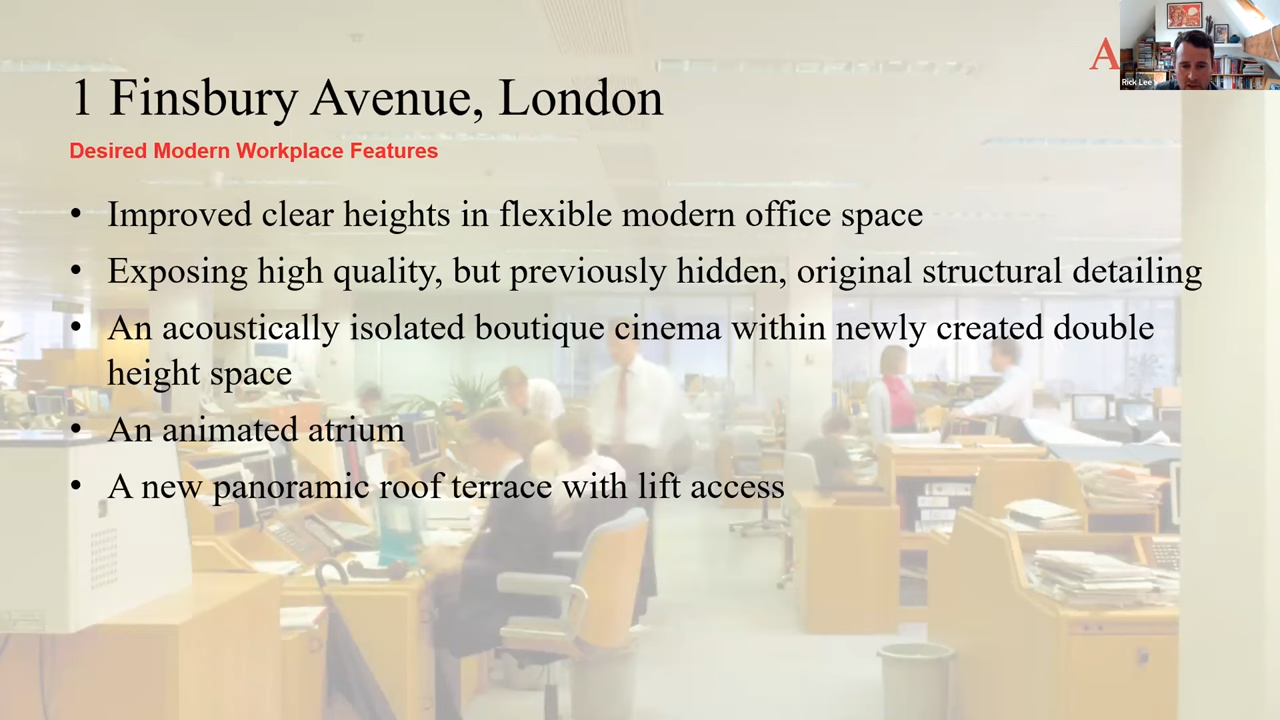 1 Finsbury Avenue, London
A
Rick Lee
Desired Modern Workplace Features
• Improved clear heights in flexible modern office space
• Exposing high quality, but previously hidden, original structural detailing
• An acoustically isolated boutique cinema within newly created double
height space
• An animated atrium
• A new panoramic roof terrace with lift access